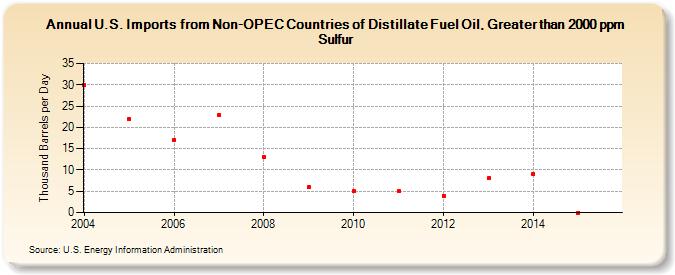 Annual U.S. Imports from Non-OPEC Countries of Distillate Fuel Oil, Greater than 2000 ppm
Sulfur
Thousand Barrels per Day
35
30
25
20
15
10
5
0
2004 2006 2008 2010 2012 2014
Source: U.S. Energy Information Administration